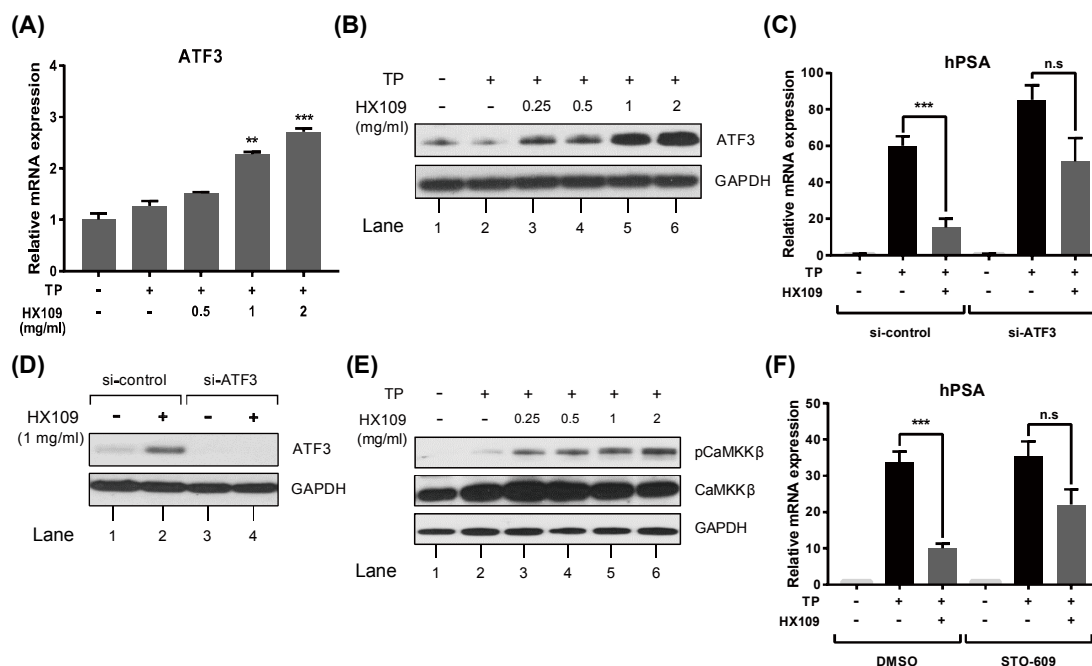 (A)
ATF3
Relative mRNA expression
4
3
2
1
0
** ***
TP - + + + +
HX109 - - 0.5 1 2
(mg/ml)
(B)
TP - + + + + +
HX109 - - 0.25 0.5 1 2
(mg/ml)
ATF3
GAPDH
Lane 1 2 3 4 5 6
(C)
hPSA
Relative mRNA expression
100
80
60
40
20
0
*** n.s
TP - + + - + +
HX109 - - + - - +
si-control si-ATF3
(D)
si-control si-ATF3
HX109 - + - +
(1 mg/ml)
ATF3
GAPDH
Lane 1 2 3 4
(E)
TP - + + + + +
HX109 - - 0.25 0.5 1 2
(mg/ml)
pCaMKKβ
CaMKKβ
GAPDH
Lane 1 2 3 4 5 6
(F)
hPSA
Relative mRNA expression
50
40
30
20
10
0
*** n.s
TP - + + - + +
HX109 - - + - - +
DMSO STO-609